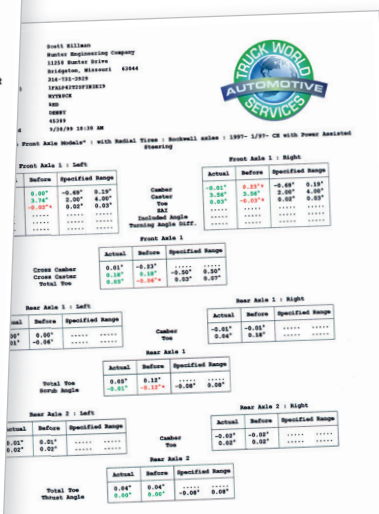 Scott Hillman
Hunter Engineering Company
11250 Hunter Drive
Bridgeton, Missouri 63044
314-731-3020
RED
45349
9/30/99 10:30 AM
TRUCK WORLD
AUTOMOTIVE
SERVICES
Front Axle Models" : with Radial Tires : Rockwell axles : 1997- 1/97- CK with Power Assisted
Steering
Front Axle 1 : Left
Front Axle 1 : Right
Before Specified Range
Actual Before Specified Range
0.00° -0.69° 0.19° Camber -0.01° 0.23°* -0.69° 0.19°
3.74° 2.00° 4.00° Caster 3.56° 3.56° 2.00° 4.00°
-0.03°* 0.02° 0.03° Toe 0.03° -0.03°* 0.02° 0.03°
----- ----- ----- SAI ----- ----- ----- -----
----- ----- ----- Included Angle ----- ----- ----- -----
----- ----- ----- Turning Angle Diff. ----- ----- ----- -----
Front Axle 1
Actual Before Specified Range
Cross Camber 0.01° -0.23° ----- -----
Cross Caster 0.18° 0.18° -0.50° 0.50°
Total Toe 0.05° -0.06°* 0.03° 0.07°
Rear Axle 1 : Left
Rear Axle 1 : Right
Before Specified Range
Actual Before Specified Range
0.00° ----- ----- Camber -0.01° -0.01° ----- -----
-0.06° ----- ----- Toe 0.04° 0.18° ----- -----
Rear Axle 1
Actual Before Specified Range
Total Toe 0.05° 0.12° ----- -----
Scrub Angle -0.01° -0.12°* -0.08° 0.08°
Rear Axle 2 : Left
Rear Axle 2 : Right
Actual Before Specified Range
Actual Before Specified Range
0.01° 0.01° ----- ----- Camber -0.02° -0.02° ----- -----
0.02° 0.02° ----- ----- Toe 0.02° 0.02° ----- -----
Rear Axle 2
Actual Before Specified Range
Total Toe 0.04° 0.04° ----- -----
Thrust Angle 0.00° 0.00° -0.08° 0.08°